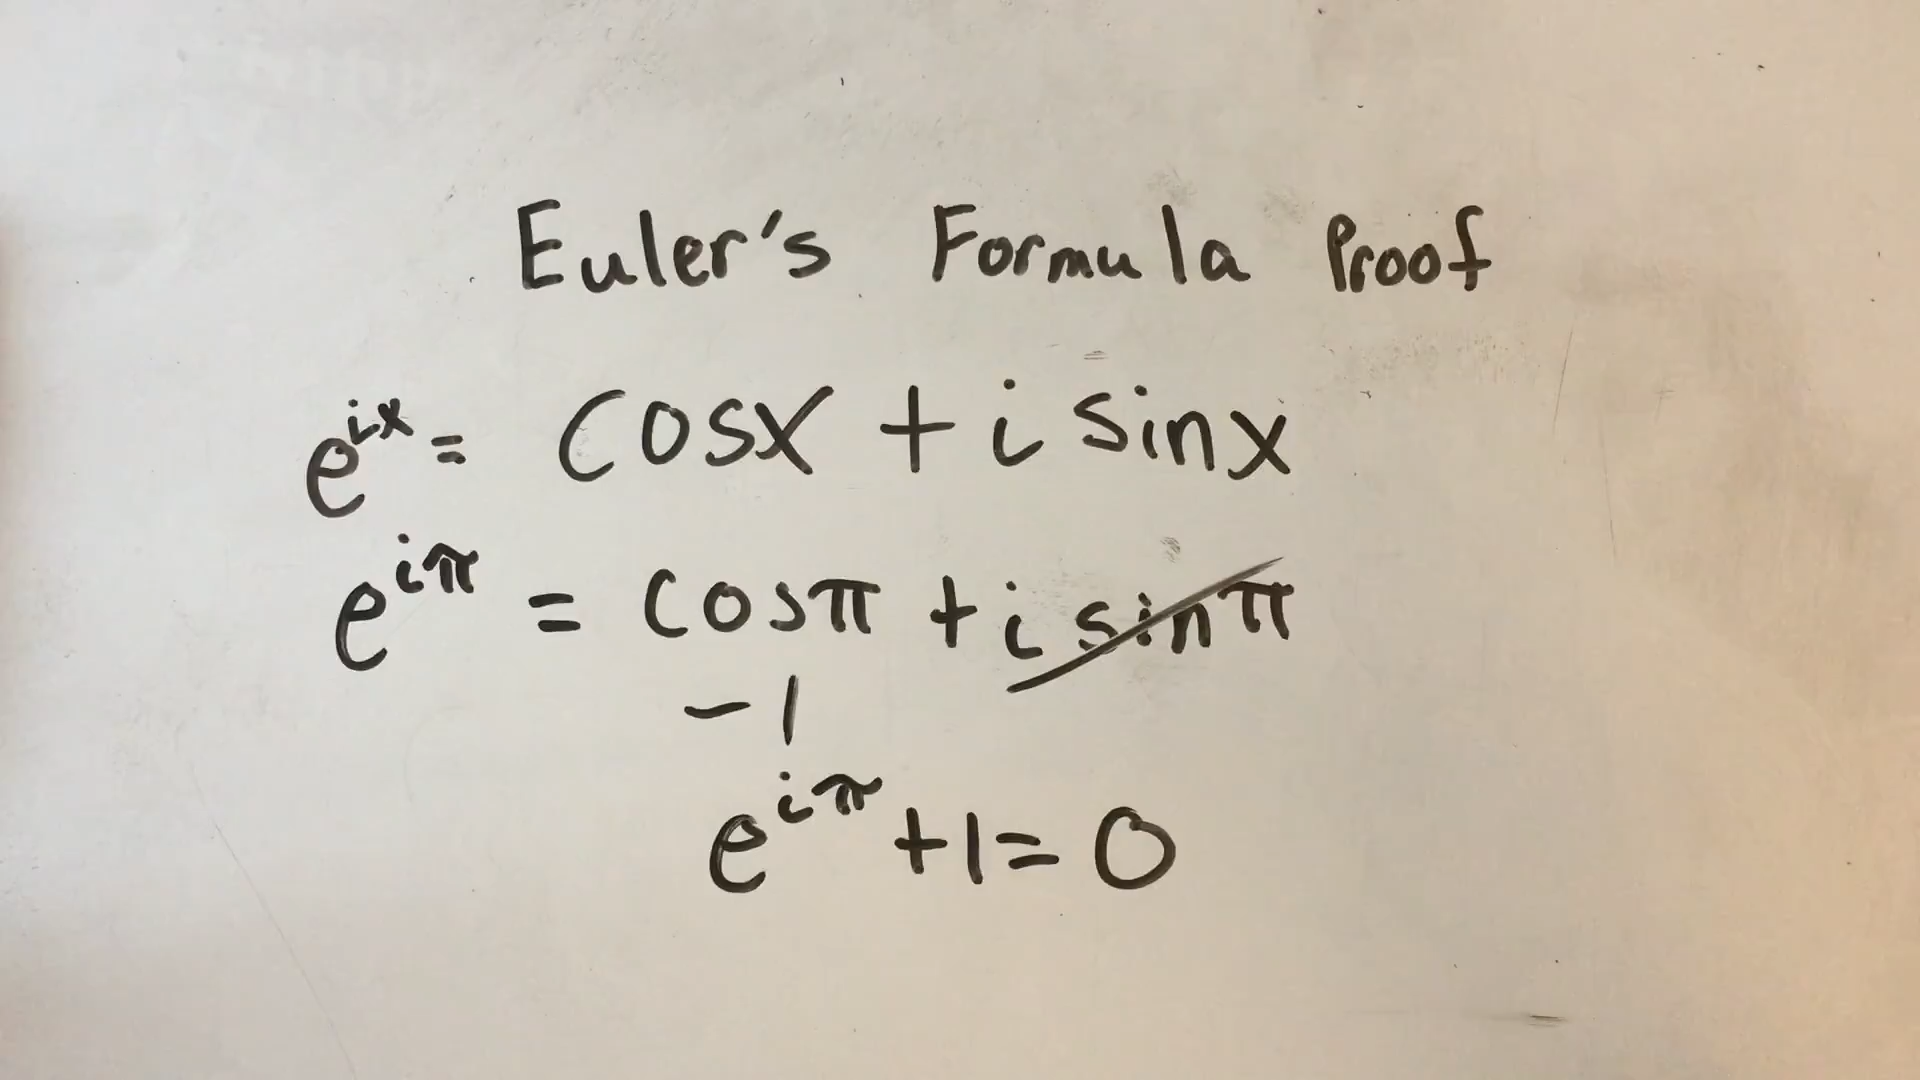 Euler's Formula Proof
e^{ix} = cosx + i sinx
e^{iπ} = cosπ + i sinπ
-1
e^{iπ} +1= 0